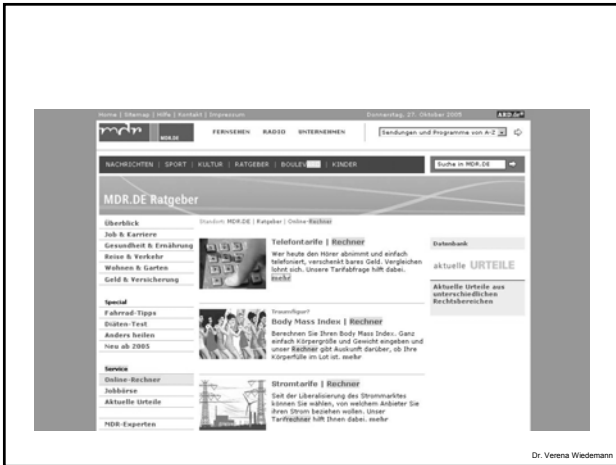 Home | Sitemap | Hilfe | Kontakt | Impressum
Donnerstag, 27. Oktober 2005
ARD.de
mdr
MDR.DE
FERNSEHEN RADIO UNTERNEHMEN
Sendungen und Programme von A-Z
NACHRICHTEN | SPORT | KULTUR | RATGEBER | BOULEVARD | KINDER
Suche in MDR.DE
MDR.DE Ratgeber
Standort: MDR.DE | Ratgeber | Online-Rechner
Überblick
Job & Karriere
Gesundheit & Ernährung
Reise & Verkehr
Wohnen & Garten
Geld & Versicherung
Special
Fahrrad-Tipps
Diäten-Test
Anders heilen
Neu ab 2005
Service
Online-Rechner
Jobbörse
Aktuelle Urteile
MDR-Experten
Telefontarife | Rechner
Wer heute den Hörer abnimmt und einfach
telefoniert, verschenkt bares Geld. Vergleichen
lohnt sich. Unsere Tarifabfrage hilft dabei.
mehr
Traumfigur?
Body Mass Index | Rechner
Berechnen Sie Ihren Body Mass Index. Ganz
einfach Körpergröße und Gewicht eingeben und
unser Rechner gibt Auskunft darüber, ob Ihre
Körperfülle im Lot ist. mehr
Stromtarife | Rechner
Seit der Liberalisierung des Strommarktes
können Sie wählen, von welchem Anbieter Sie
ihren Strom beziehen wollen. Unser
Tarifrechner hilft Ihnen dabei. mehr
Datenbank
aktuelle URTEILE
Aktuelle Urteile aus
unterschiedlichen
Rechtsbereichen
Dr. Verena Wiedemann